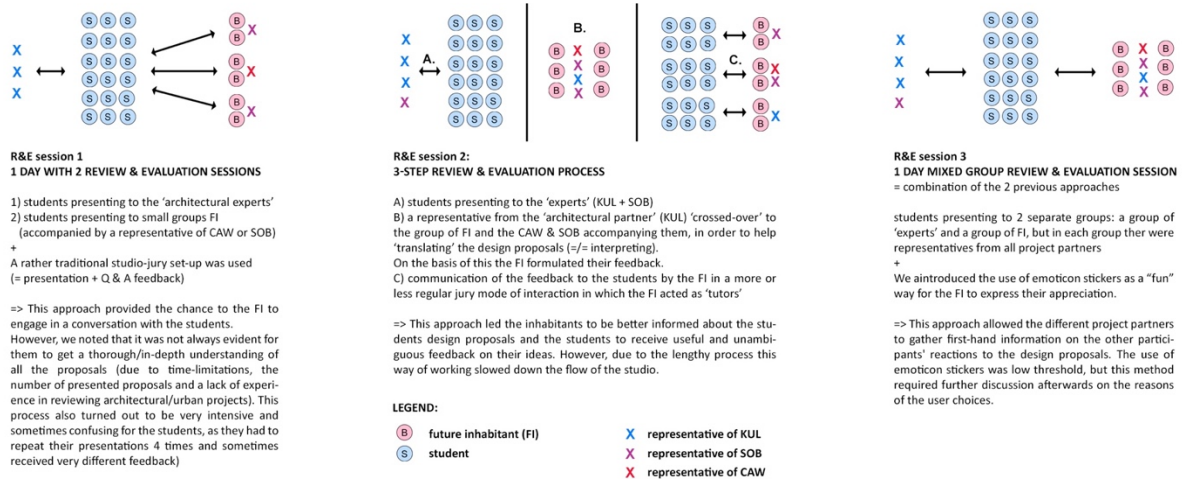 S S S
S S S
S S S
S S S
S S S
S S S
X
X
X
B
B
X
B
B
X
B
B
X
R&E session 1
1 DAY WITH 2 REVIEW & EVALUATION SESSIONS
1) students presenting to the 'architectural experts'
2) students presenting to small groups FI
(accompanied by a representative of CAW or SOB)
+
A rather traditional studio-jury set-up was used
(= presentation + Q & A feedback)
=> This approach provided the chance to the FI to
engage in a conversation with the students.
However, we noted that it was not always evident for
them to get a thorough/in-depth understanding of
all the proposals (due to time-limitations, the
number of presented proposals and a lack of experi-
ence in reviewing architectural/urban projects). This
process also turned out to be very intensive and
sometimes confusing for the students, as they had to
repeat their presentations 4 times and sometimes
received very different feedback)
X
X
X
X
A.
S S S
S S S
S S S
S S S
S S S
S S S
B.
B X B
X
B X B
B X B
S S S
S S S
S S S
S S S
S S S
S S S
C.
B
B
X
B X
B X
B
B
X
R&E session 2:
3-STEP REVIEW & EVALUATION PROCESS
A) students presenting to the 'experts' (KUL + SOB)
B) a representative from the 'architectural partner' (KUL) 'crossed-over' to
the group of FI and the CAW & SOB accompanying them, in order to help
'translating' the design proposals (=/= interpreting).
On the basis of this the FI formulated their feedback.
C) communication of the feedback to the students by the FI in a more or
less regular jury mode of interaction in which the FI acted as 'tutors'
=> This approach led the inhabitants to be better informed about the stu-
dents design proposals and the students to receive useful and unambi-
guous feedback on their ideas. However, due to the lengthy process this
way of working slowed down the flow of the studio.
LEGEND:
B future inhabitant (FI)
S student
X representative of KUL
X representative of SOB
X representative of CAW
X
X
X
X
S S S
S S S
S S S
S S S
S S S
S S S
B X B
X
B X B
B X B
R&E session 3
1 DAY MIXED GROUP REVIEW & EVALUATION SESSION
= combination of the 2 previous approaches
students presenting to 2 separate groups: a group of
'experts' and a group of FI, but in each group ther were
representatives from all project partners
+
We aintroduced the use of emoticon stickers as a "fun"
way for the FI to express their appreciation.
=> This approach allowed the different project partners
to gather first-hand information on the other partici-
pants' reactions to the design proposals. The use of
emoticon stickers was low threshold, but this method
required further discussion afterwards on the reasons
of the user choices.